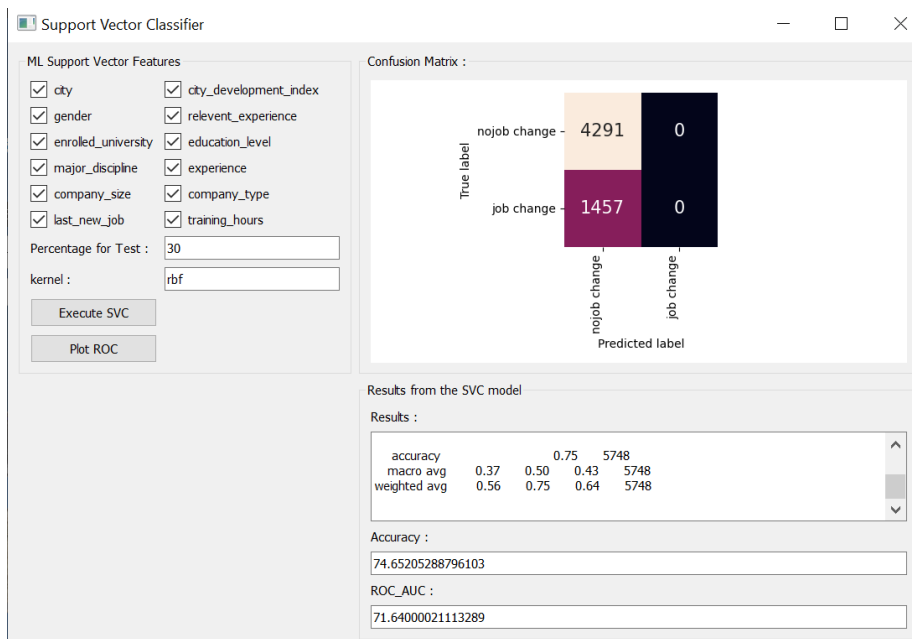 Support Vector Classifier
ML Support Vector Features
city city_development_index
gender relevent_experience
enrolled_university education_level
major_discipline experience
company_size company_type
last_new_job training_hours
Percentage for Test : 30
kernel : rbf
Execute SVC
Plot ROC
Confusion Matrix :
True label
nojob change 4291 0
job change 1457 0
nojob change
job change
Predicted label
Results from the SVC model
Results :
accuracy 0.75 5748
macro avg 0.37 0.50 0.43 5748
weighted avg 0.56 0.75 0.64 5748
Accuracy :
74.65205288796103
ROC_AUC :
71.64000021113289